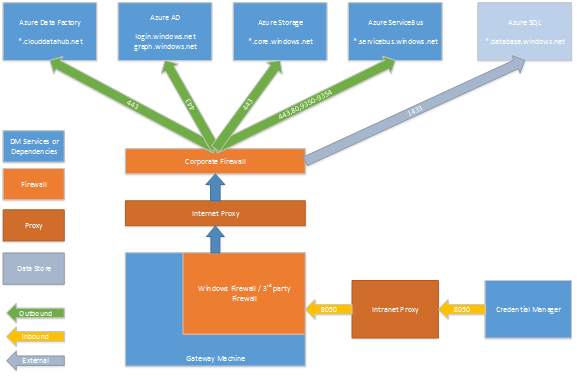 Azure Data Factory
*.clouddatahub.net
Azure AD
login.windows.net
graph.windows.net
Azure Storage
*.core.windows.net
Azure ServiceBus
*.servicebus.windows.net
Azure SQL
*.database.windows.net
443
443
443
443,80,9350-9354
1433
DM Services or
Dependencies
Firewall
Proxy
Data Store
Outbound
Inbound
External
Corporate Firewall
Internet Proxy
Windows Firewall / 3rd party
Firewall
Gateway Machine
8050
Intranet Proxy
8050
Credential Manager